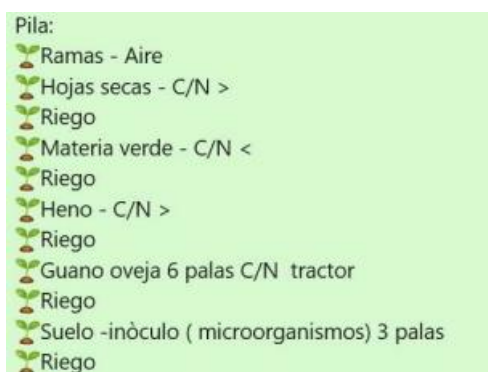 Pila:
🌱Ramas - Aire
🌱Hojas secas - C/N >
🌱Riego
🌱Materia verde - C/N <
🌱Riego
🌱Heno - C/N >
🌱Riego
🌱Guano oveja 6 palas C/N  tractor
🌱Riego
🌱Suelo -inòculo ( microorganismos) 3 palas
🌱Riego